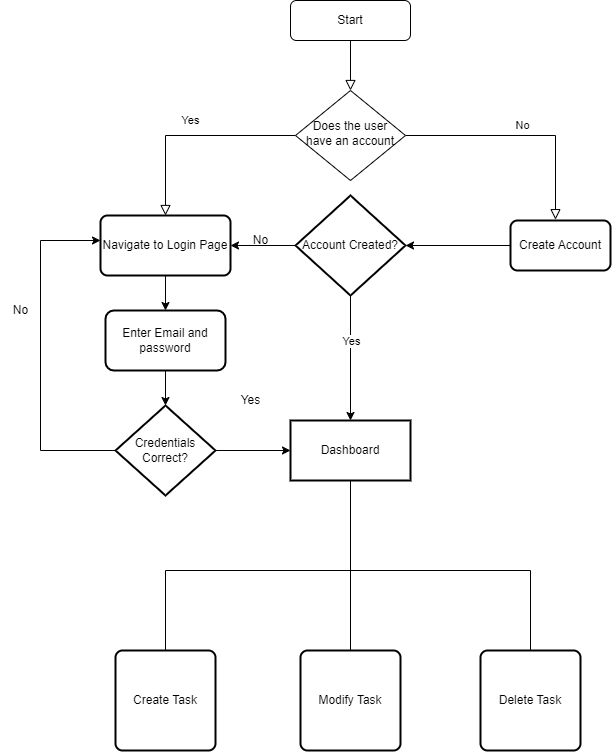 Start
Does the user
have an account
Yes
No
Navigate to Login Page
No
Account Created?
Create Account
No
Enter Email and
password
Yes
Yes
Credentials
Correct?
Dashboard
Create Task
Modify Task
Delete Task